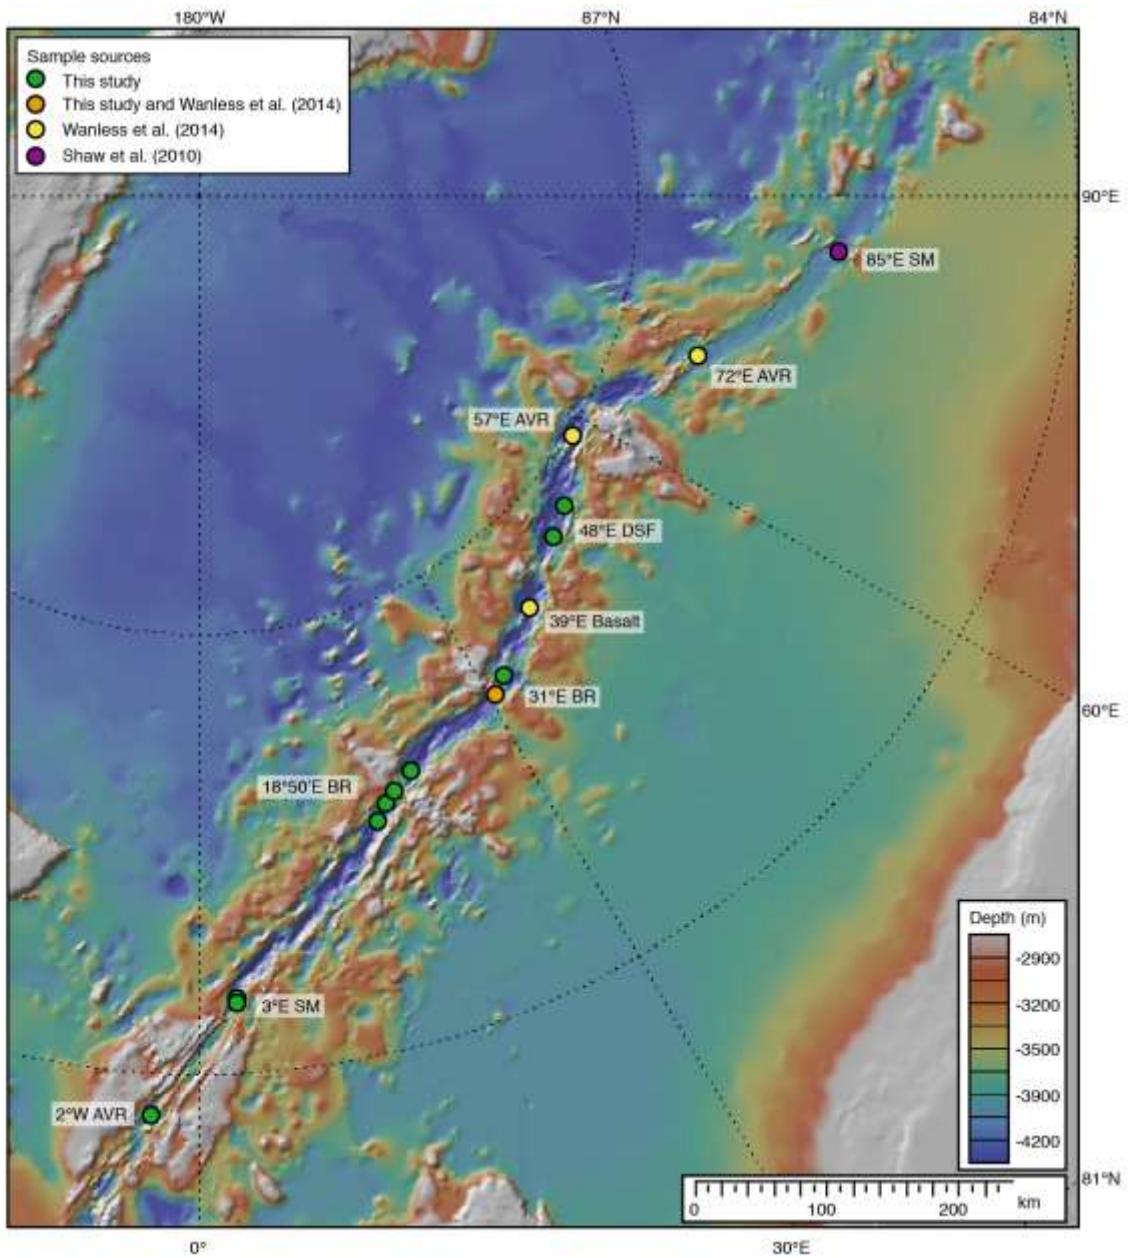 180°W 87°N 84°N
Sample sources
This study
This study and Wanless et al. (2014)
Wanless et al. (2014)
Shaw et al. (2010)
90°E
85°E SM
72°E AVR
57°E AVR
48°E DSF
39°E Basalt
31°E BR
60°E
18°50'E BR
Depth (m)
-2900
-3200
3°E SM
-3500
-3900
2°W AVR
-4200
81°N
0 100 200 km
0° 30°E